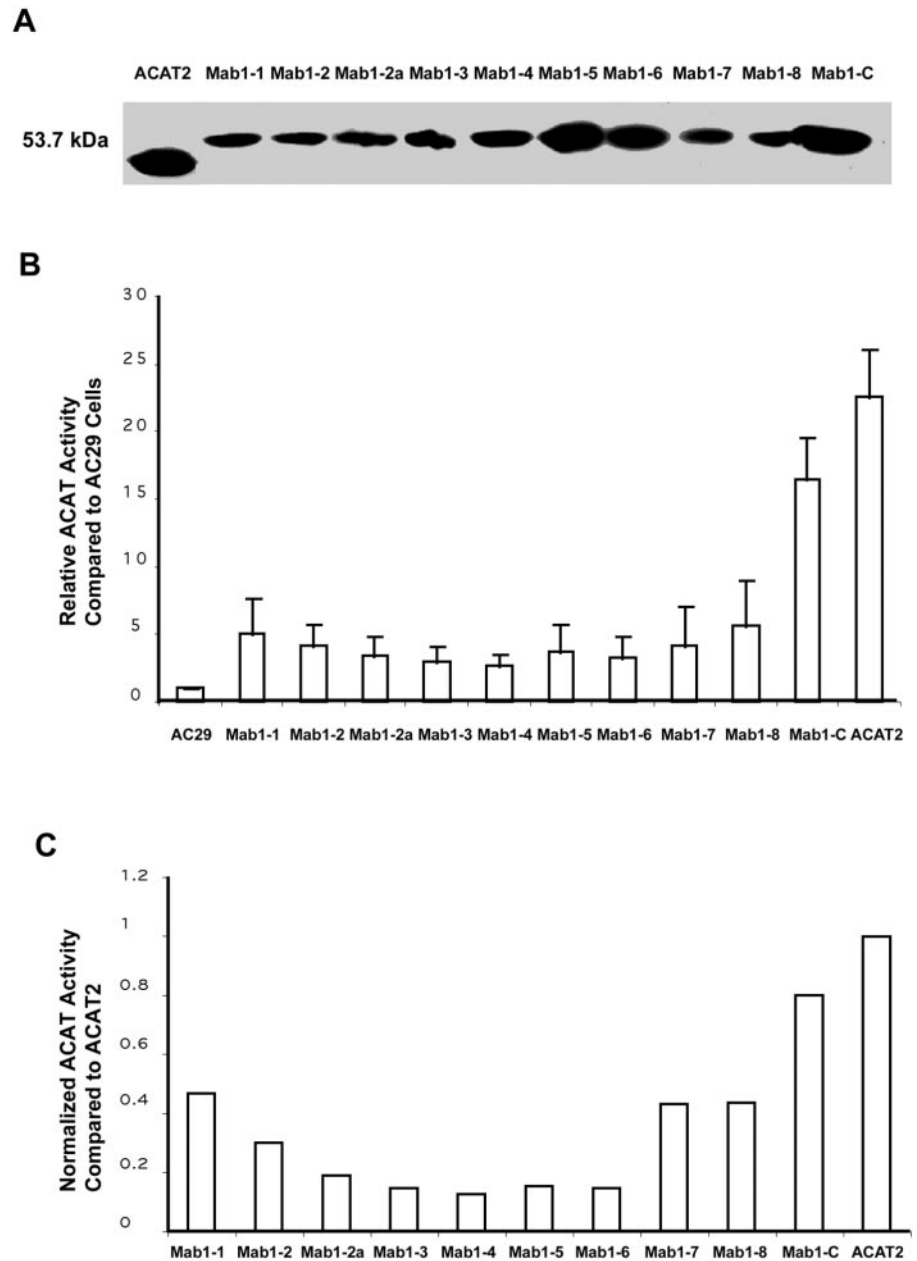 A
ACAT2 Mab1-1 Mab1-2 Mab1-2a Mab1-3 Mab1-4 Mab1-5 Mab1-6 Mab1-7 Mab1-8 Mab1-C
53.7 kDa
B
Relative ACAT Activity
Compared to AC29 Cells
30
25
20
15
10
5
0
AC29 Mab1-1 Mab1-2 Mab1-2a Mab1-3 Mab1-4 Mab1-5 Mab1-6 Mab1-7 Mab1-8 Mab1-C ACAT2
C
Normalized ACAT Activity
Compared to ACAT2
1.2
1
0.8
0.6
0.4
0.2
0
Mab1-1 Mab1-2 Mab1-2a Mab1-3 Mab1-4 Mab1-5 Mab1-6 Mab1-7 Mab1-8 Mab1-C ACAT2